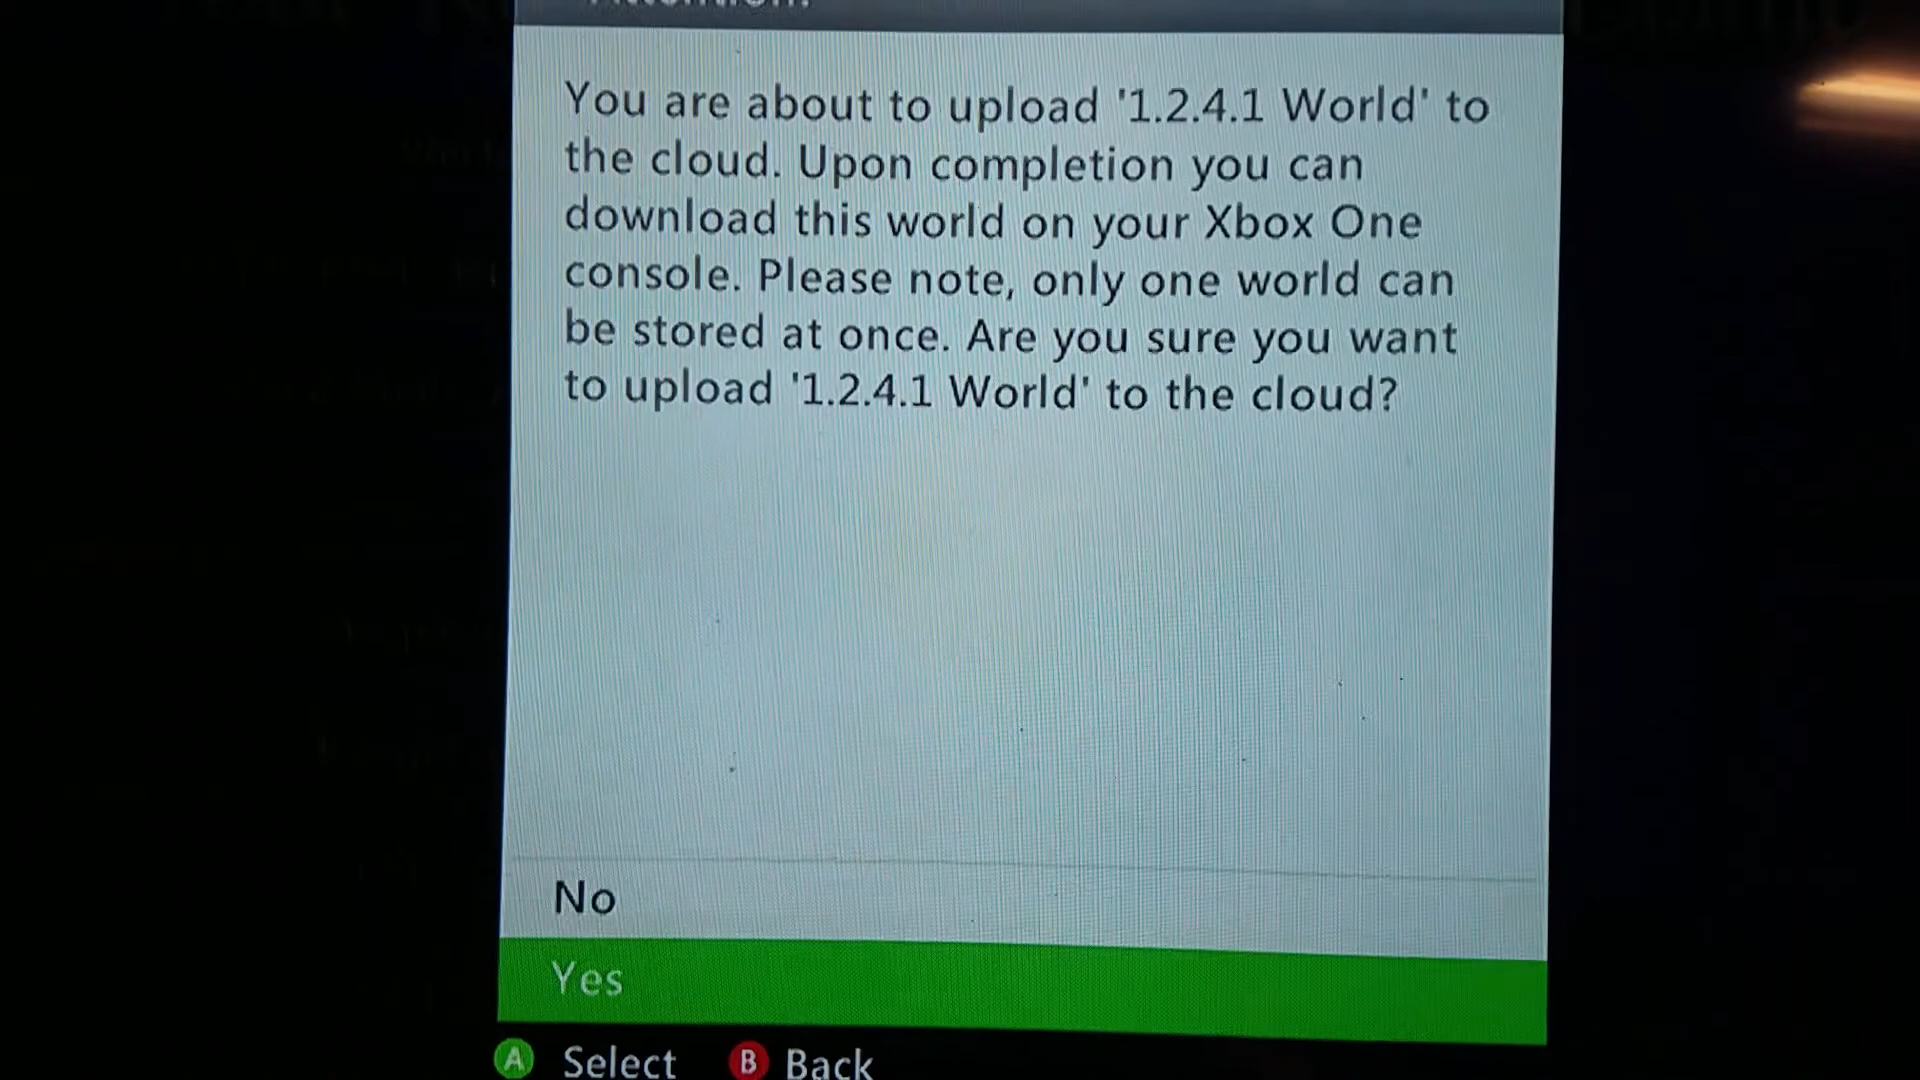 You are about to upload '1.2.4.1 World' to
the cloud. Upon completion you can
download this world on your Xbox One
console. Please note, only one world can
be stored at once. Are you sure you want
to upload '1.2.4.1 World' to the cloud?
No
Yes
A Select B Back